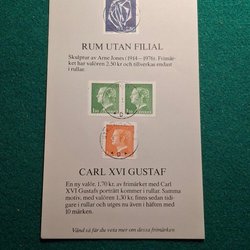 RUM UTAN FILIAL
Skulptur av Arne Jones (1914 – 1976). Frimär-
ket har valören 2.50 kr och tillverkas endast
i rullar.
CARL XVI GUSTAF
En ny valör, 1.70 kr, av frimärket med Carl
XVI Gustafs porträtt kommer i rullar. Samma
motiv, med valören 1.30 kr, finns sedan tid-
gare i rullar och utges nu även i häften med
10 märken.
Vänd så får du veta mer om dessa frimärken.